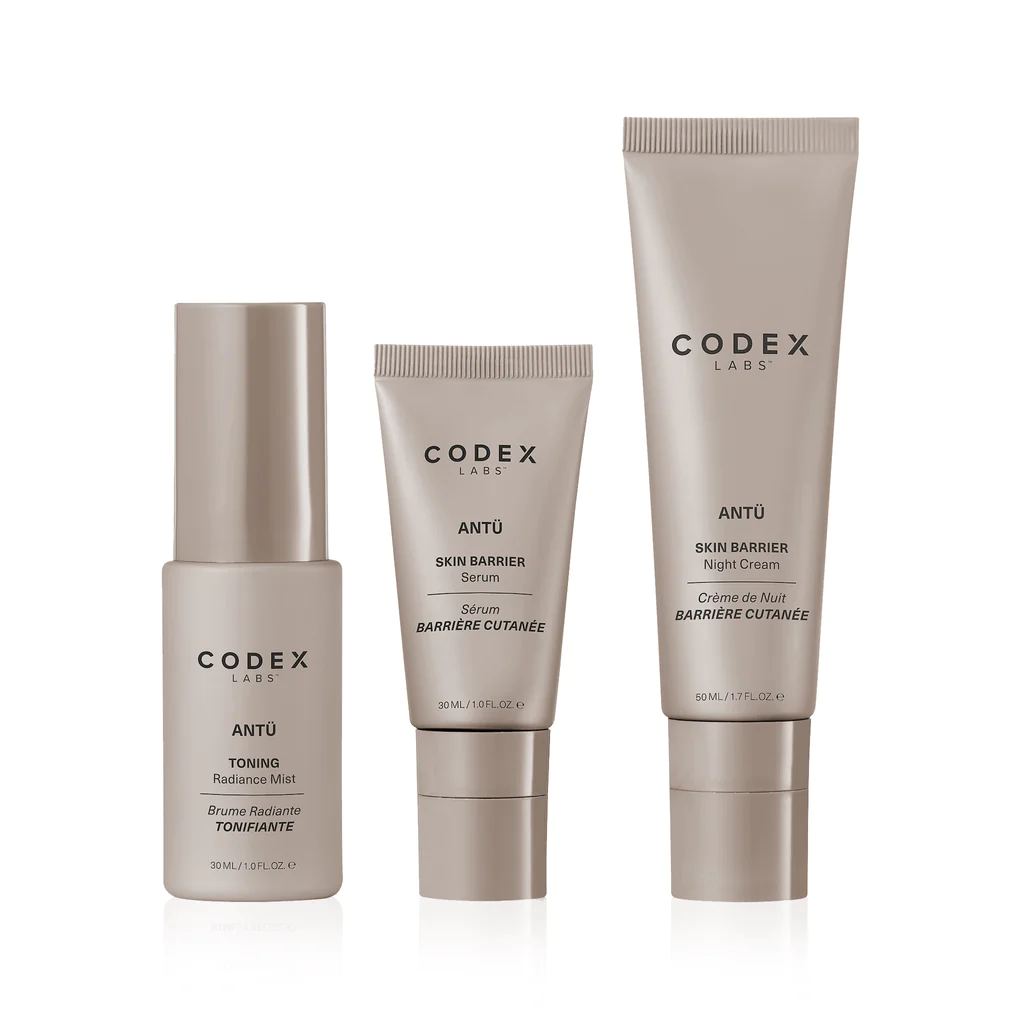 CODEX
LABS™
ANTÜ
TONING
Radiance Mist
Brume Radiante
TONIFIANTE
30 ML / 1.0 FL. OZ. ℮
CODEX
LABS™
ANTÜ
SKIN BARRIER
Serum
Sérum
BARRIÈRE CUTANÉE
30 ML / 1.0 FL. OZ. ℮
CODEX
LABS™
ANTÜ
SKIN BARRIER
Night Cream
Crème de Nuit
BARRIÈRE CUTANÉE
50 ML / 1.7 FL. OZ. ℮